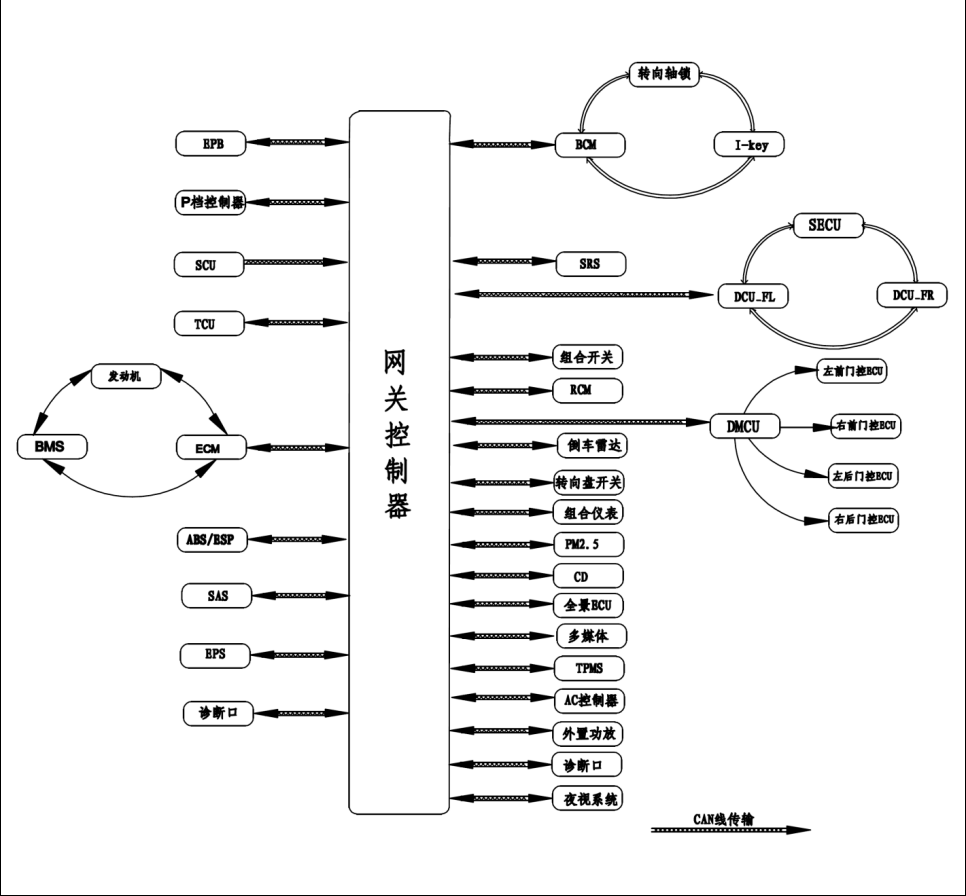 转向轴锁
EPB
BCM
I-key
P档控制器
SECU
SCU
SRS
DCU_FL
DCU_FR
TCU
网关控制器
组合开关
发动机
左前门控ECU
RCM
DMCU
右前门控ECU
BMS
ECM
倒车雷达
左后门控ECU
转向盘开关
组合仪表
右后门控ECU
ABS/ESP
PM2.5
CD
SAS
全景ECU
多媒体
EPS
TPMS
AC控制器
诊断口
外置功放
诊断口
夜视系统
CAN线传输